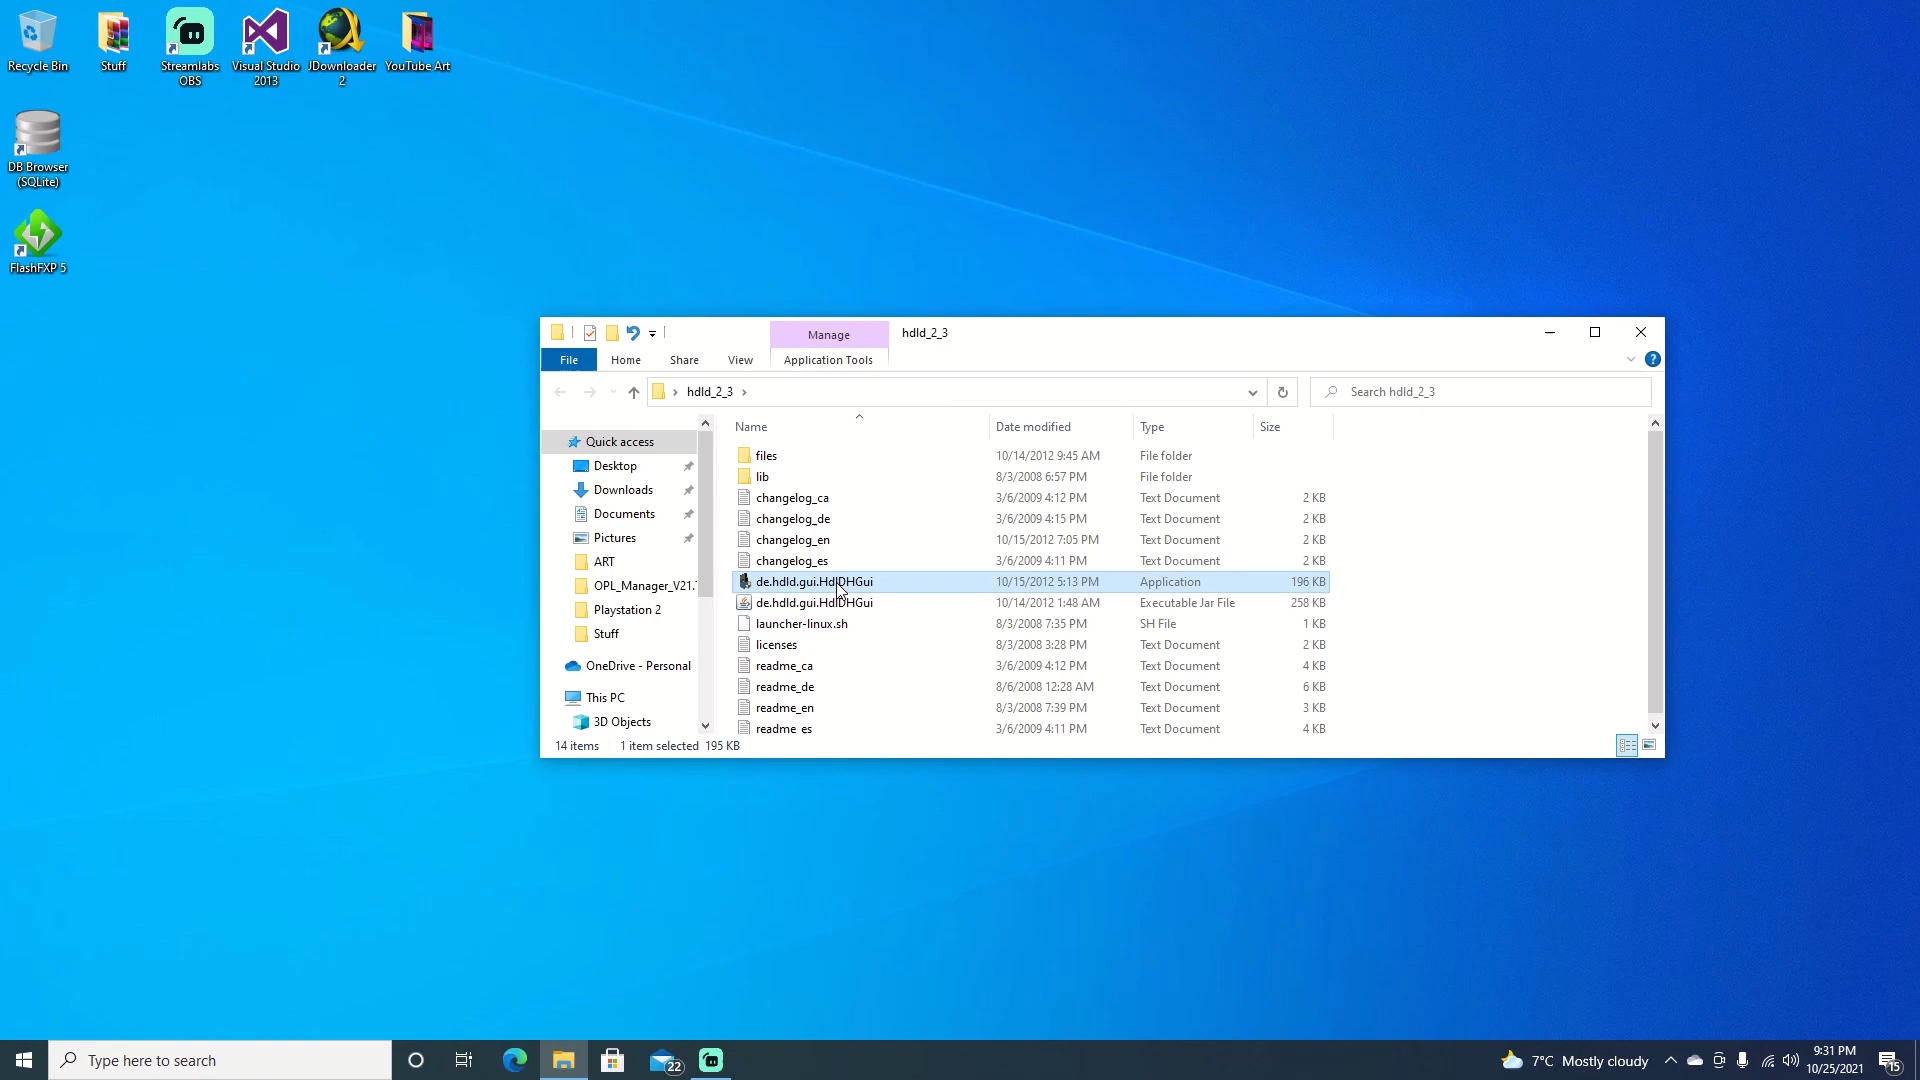 Recycle Bin
Stuff
Streamlabs
OBS
Visual Studio
2013
JDownloader
2
YouTube Art
DB Browser
(SQLite)
FlashFXP 5
Manage
hdld_2_3
File
Home
Share
View
Application Tools
hdld_2_3
Search hdld_2_3
Quick access
Desktop
Downloads
Documents
Pictures
ART
OPL_Manager_V21.
Playstation 2
Stuff
OneDrive - Personal
This PC
3D Objects
Name Date modified Type Size
files 10/14/2012 9:45 AM File folder
lib 8/3/2008 6:57 PM File folder
changelog_ca 3/6/2009 4:12 PM Text Document 2 KB
changelog_de 3/6/2009 4:15 PM Text Document 2 KB
changelog_en 10/15/2012 7:05 PM Text Document 2 KB
changelog_es 3/6/2009 4:11 PM Text Document 2 KB
de.hdld.gui.HdlDHGui 10/15/2012 5:13 PM Application 196 KB
de.hdld.gui.HdlDHGui 10/14/2012 1:48 AM Executable Jar File 258 KB
launcher-linux.sh 8/3/2008 7:35 PM SH File 1 KB
licenses 8/3/2008 3:28 PM Text Document 2 KB
readme_ca 3/6/2009 4:12 PM Text Document 4 KB
readme_de 8/6/2008 12:28 AM Text Document 6 KB
readme_en 8/3/2008 7:39 PM Text Document 3 KB
readme_es 3/6/2009 4:11 PM Text Document 4 KB
14 items 1 item selected 195 KB
Type here to search
22
7°C Mostly cloudy
9:31 PM
10/25/2021
15